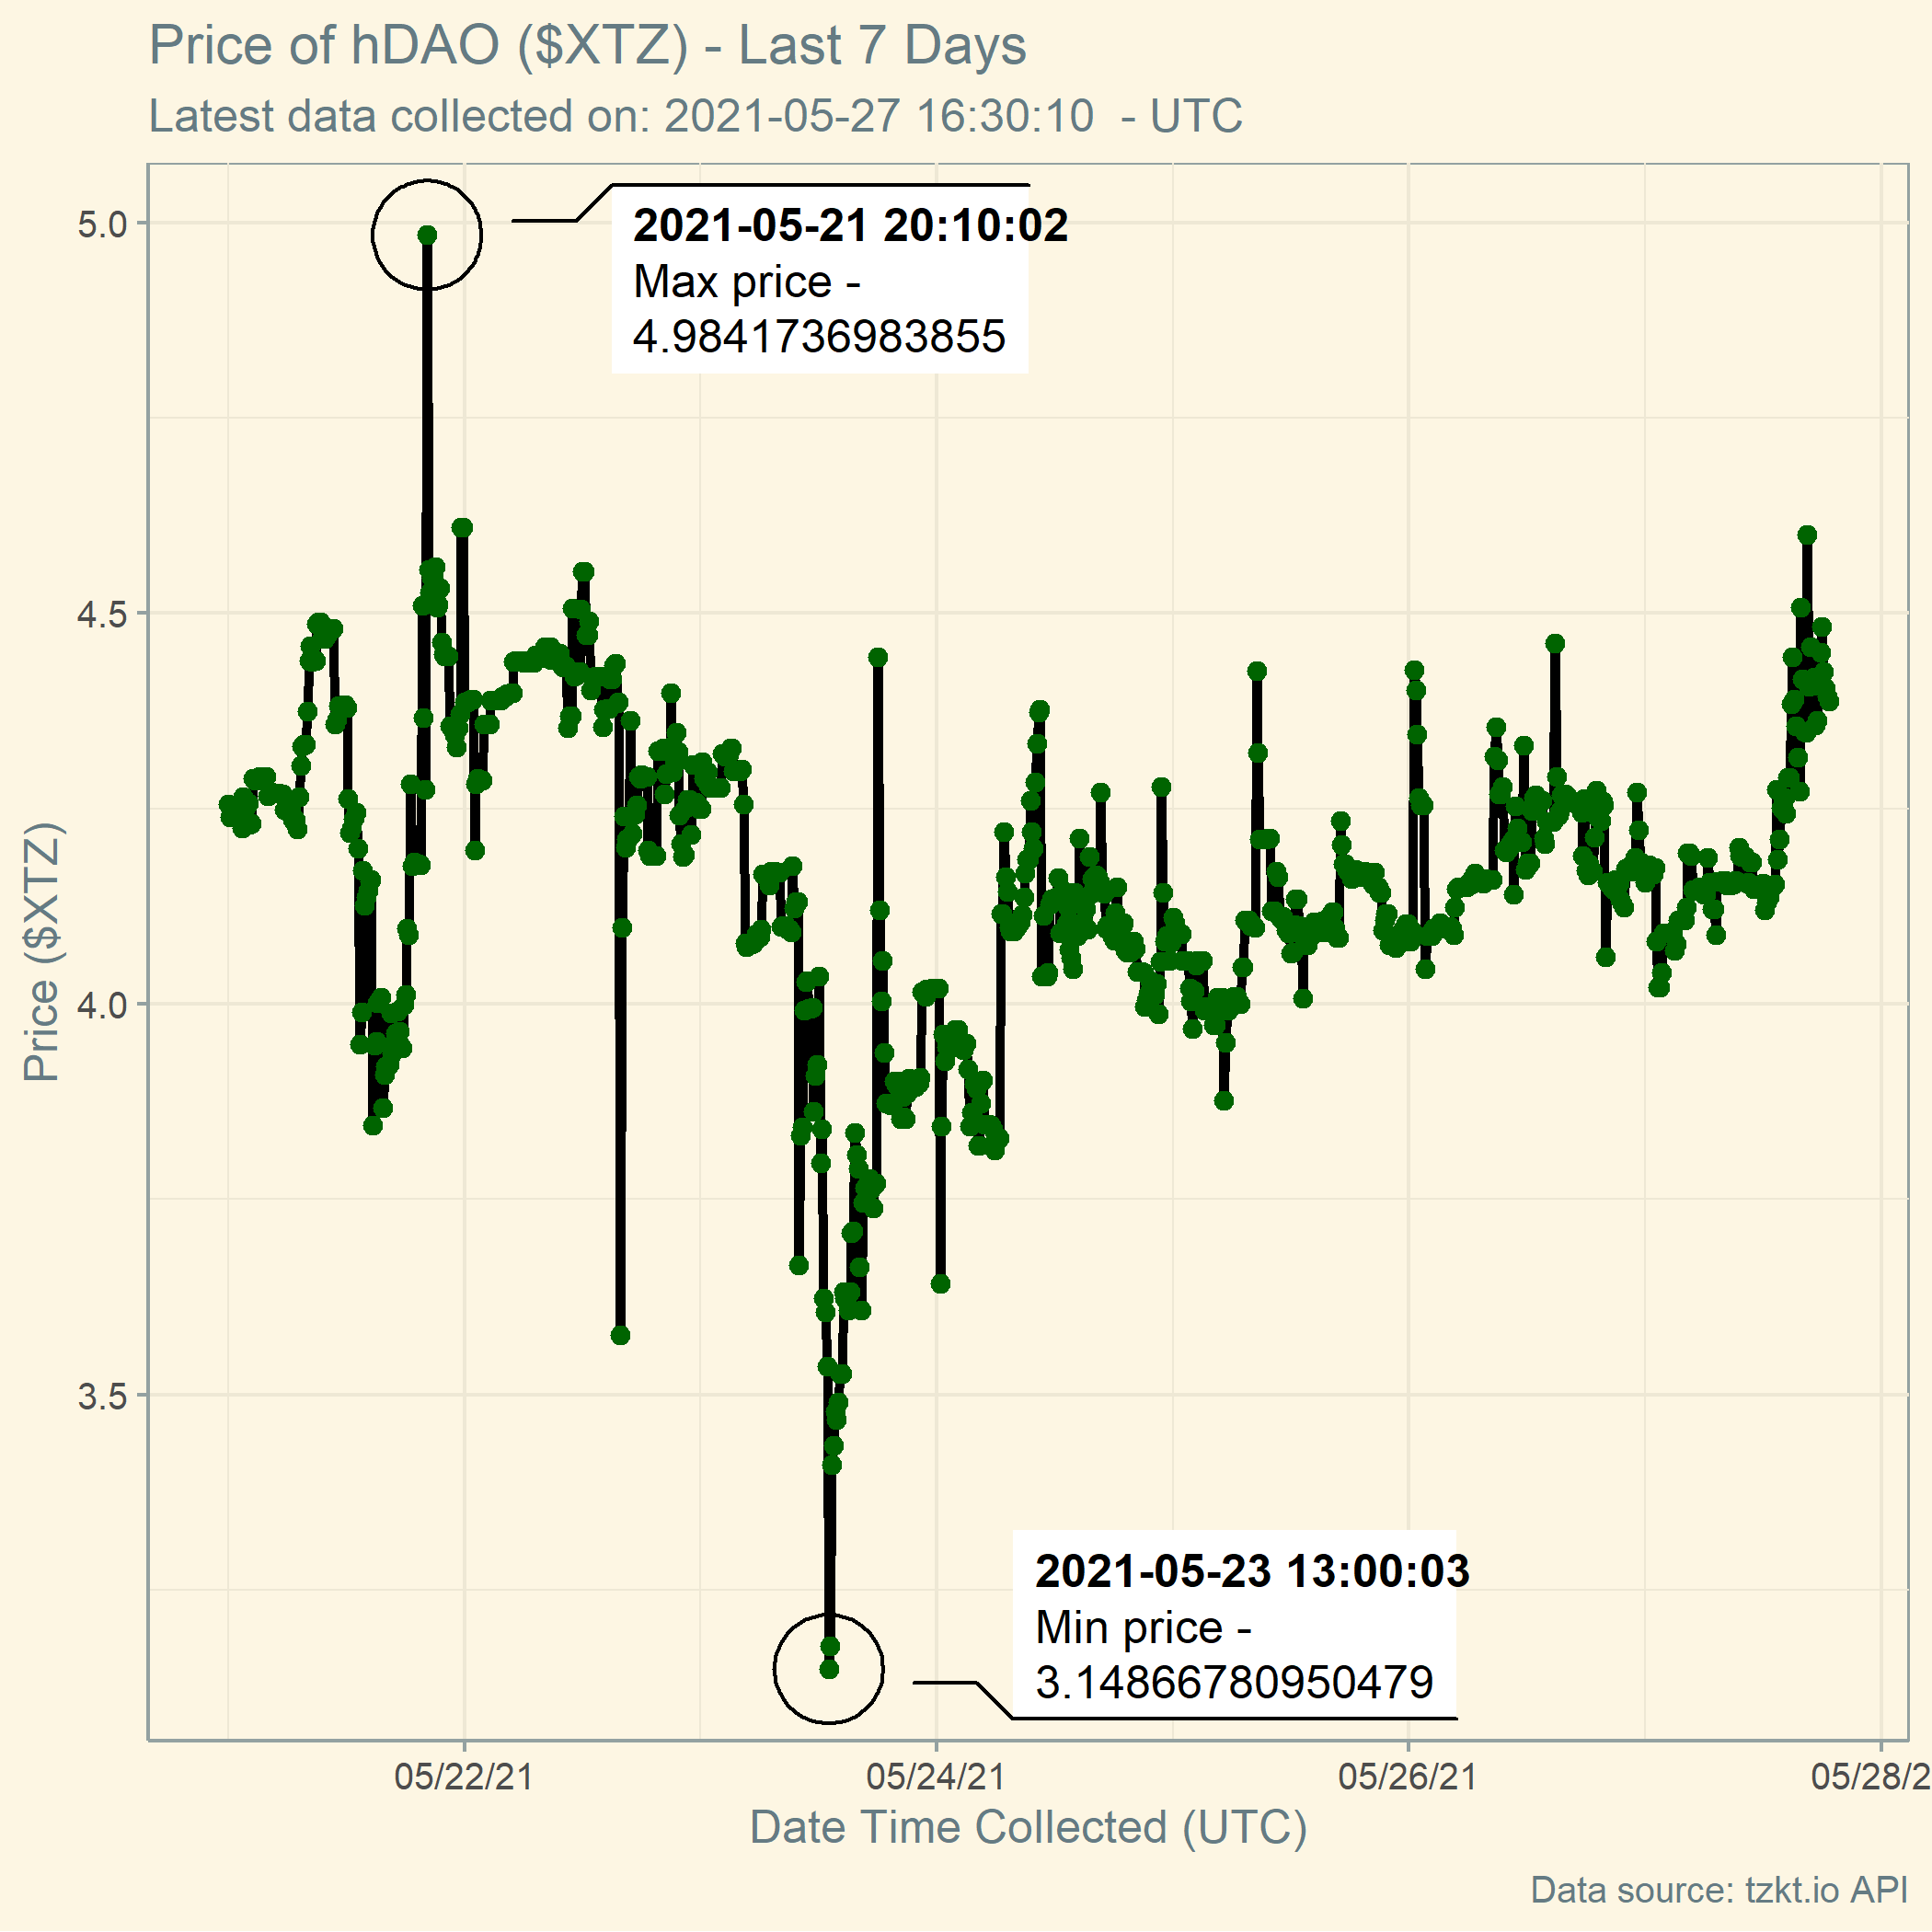 Price of hDAO ($XTZ) - Last 7 Days
Latest data collected on: 2021-05-27 16:30:10  - UTC
5.0
2021-05-21 20:10:02
Max price -
4.9841736983855
4.5
Price ($XTZ)
4.0
3.5
2021-05-23 13:00:03
Min price -
3.14866780950479
05/22/21
05/24/21
05/26/21
05/28/2
Date Time Collected (UTC)
Data source: tzkt.io API